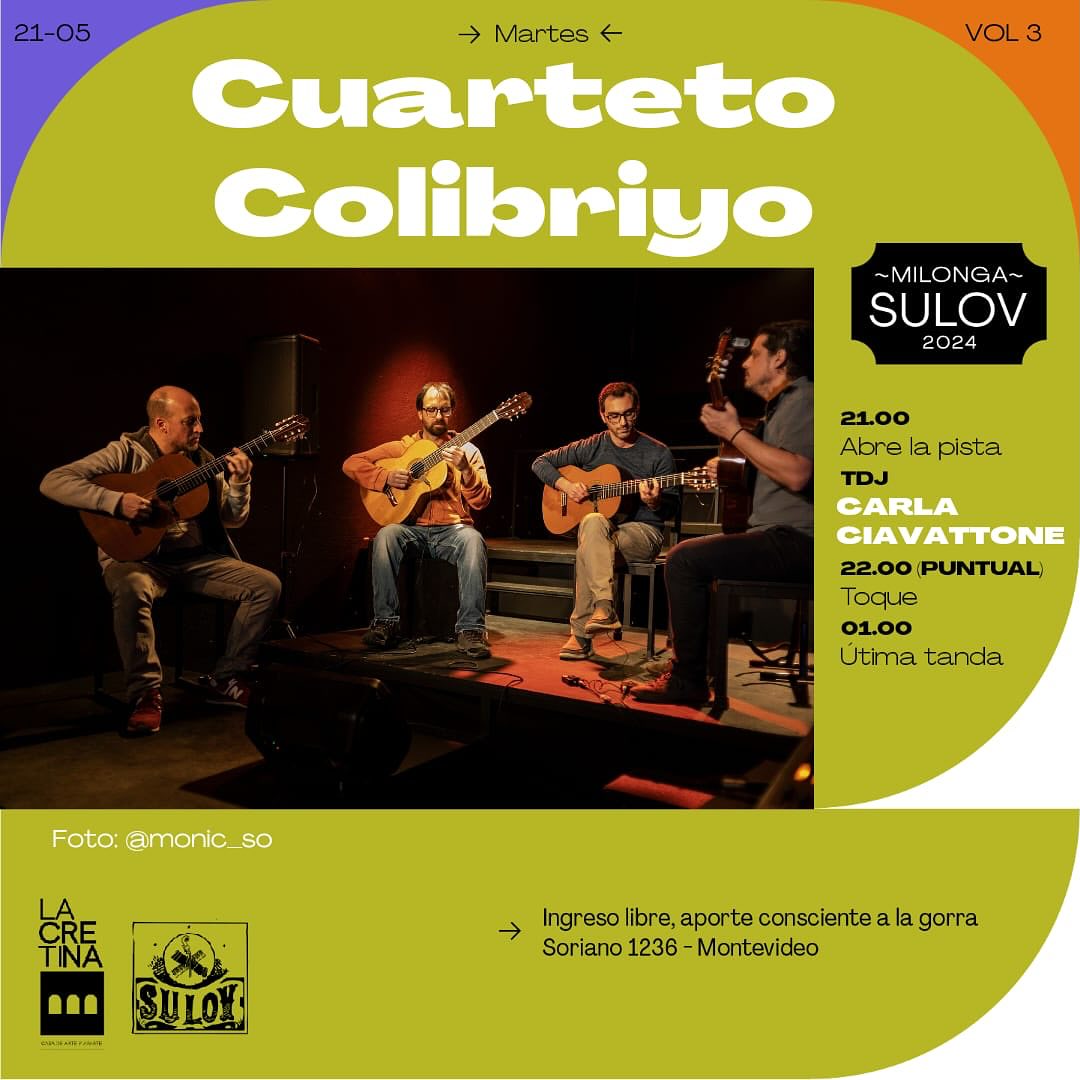 21-05
→ Martes ←
VOL 3
Cuarteto
Colibriyo
~MILONGA~
SULOV
2024
21.00
Abre la pista
TDJ
CARLA
CIAVATTONE
22.00 (PUNTUAL)
Toque
01.00
Útima tanda
Foto: @monic_so
LA
CRE
TINA
SULOV
→ Ingreso libre, aporte consciente a la gorra
Soriano 1236 - Montevideo